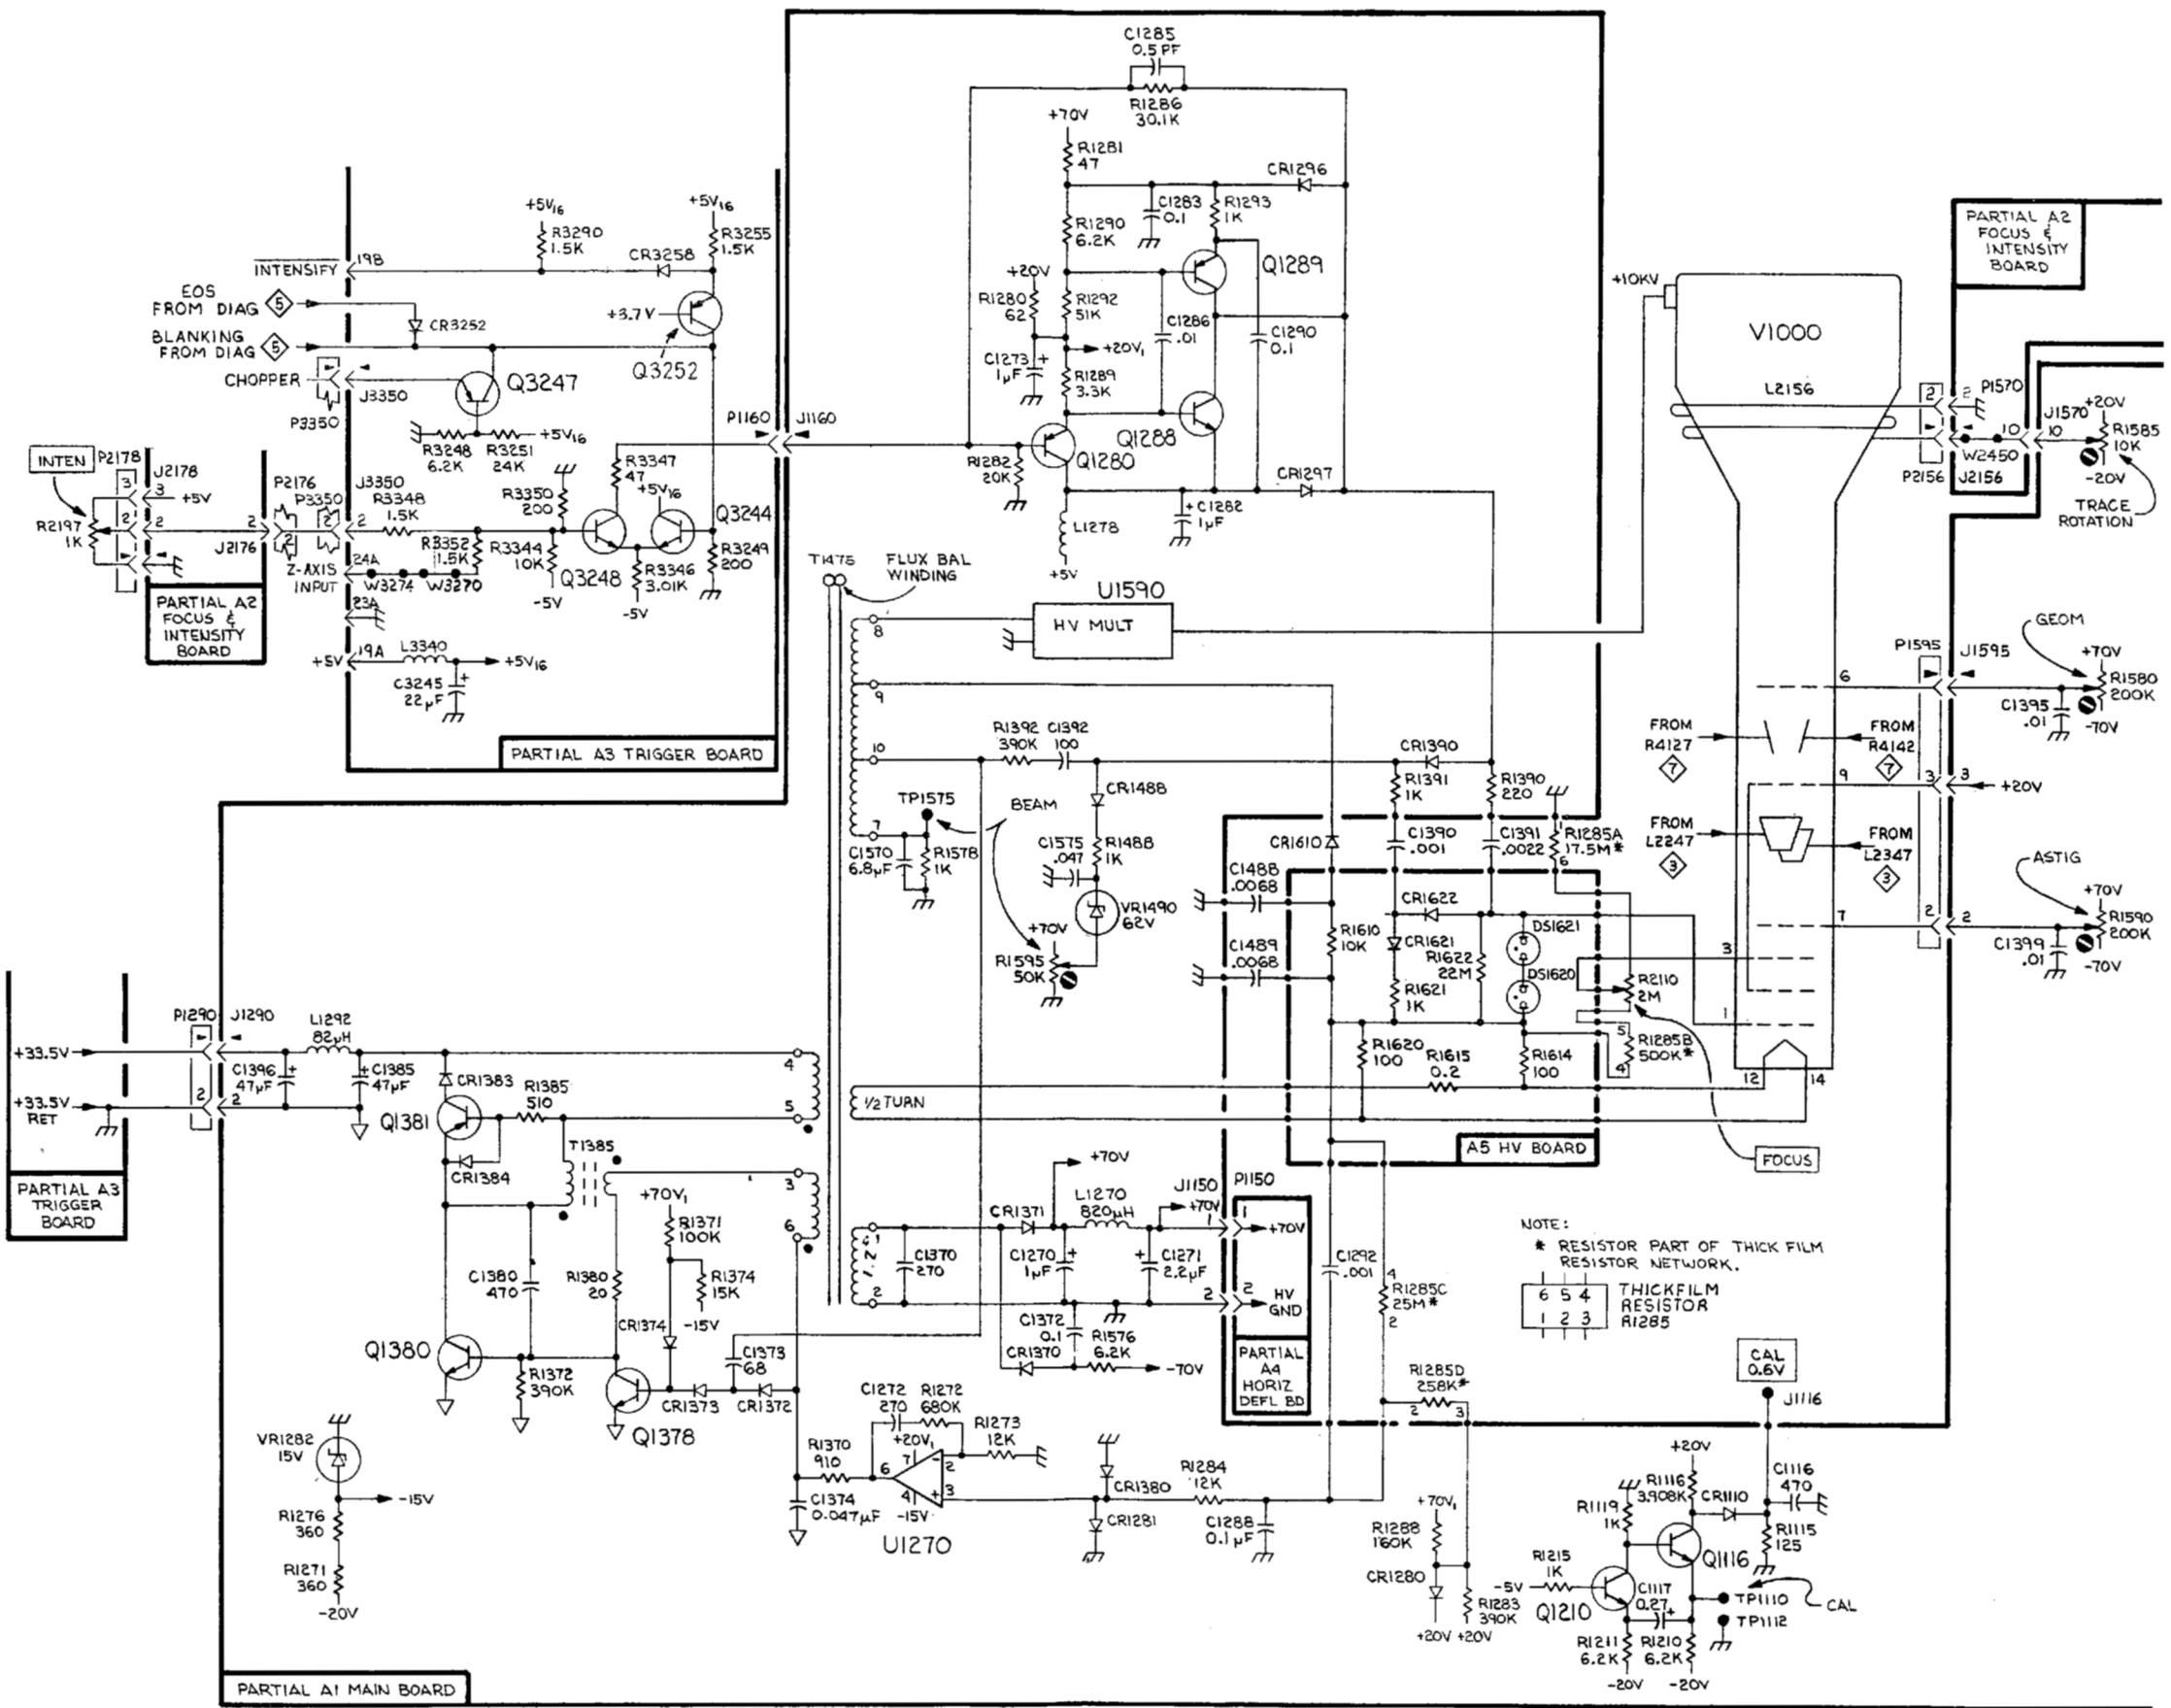 C1285
0.5 PF
R1286
30.1K
+70V
R1281
47
CR1296
C1283
0.1
R1293
1K
R1290
6.2K
+20V
R1280
62
R1292
51K
C1286
.01
Q1289
C1290
0.1
+20V1
C1273
1µF
+
R1289
3.3K
Q1288
Q1280
R1282
20K
CR1297
+
C1282
1µF
L1278
+5V
+5V16
R3290
1.5K
+5V16
R3255
1.5K
CR3258
INTENSIFY
19B
EOS
FROM DIAG
5
CR3252
+3.7V
BLANKING
FROM DIAG
5
Q3252
CHOPPER
J3350
P3350
Q3247
+5V16
R3248
6.2K
R3251
24K
P1160
J1160
INTEN
P2178
J2178
3
3
+5V
R2197
1K
2
2
2
J2176
P2176
2
P3350
J3350
2
R3348
1.5K
R3350
200
R3347
47
+5V16
Q3244
R3352
1.5K
R3344
10K
-5V
Q3248
R3346
3.01K
-5V
R3249
200
Z-AXIS
INPUT
24A
W3274
W3270
23A
PARTIAL A2
FOCUS &
INTENSITY
BOARD
+5V
19A
L3340
+5V16
C3245
22µF
+
PARTIAL A3 TRIGGER BOARD
T1475
FLUX BAL
WINDING
U1590
HV MULT
8
9
10
7
R1392
390K
C1392
100
TP1575
BEAM
CR1488
C1570
6.8µF
R1578
1K
C1575
.047
R1488
1K
VR1490
62V
+70V
R1595
50K
CR1390
R1391
1K
R1390
220
CR1610
C1390
.001
C1391
.0022
1
R1285A
17.5M*
6
C1488
.0068
CR1622
C1489
.0068
R1610
10K
CR1621
R1622
22M
R1621
1K
DS1621
DS1620
R2110
2M
5
R1285B
500K*
4
R1620
100
R1615
0.2
R1614
100
A5 HV BOARD
FOCUS
+10KV
V1000
L2156
PARTIAL A2
FOCUS &
INTENSITY
BOARD
2
2
P1570
J1570
10
10
W2450
P2156
J2156
+20V
R1585
10K
-20V
TRACE
ROTATION
GEOM
P1595
J1595
+70V
R1580
200K
-70V
C1395
.01
6
FROM
R4127
7
FROM
R4142
7
9
3
3
+20V
FROM
L2247
3
FROM
L2347
3
ASTIG
+70V
R1590
200K
-70V
7
2
2
C1399
.01
3
1
12
14
P1290
J1290
+33.5V
+33.5V
RET
2
2
L1292
82µH
C1396
47µF
+
C1385
47µF
+
CR1383
R1385
510
Q1381
CR1384
T1385
4
5
1/2 TURN
3
6
PARTIAL A3
TRIGGER
BOARD
+70V1
R1371
100K
C1380
470
R1380
20
R1374
15K
-15V
CR1374
Q1380
R1372
390K
Q1378
CR1373
C1373
68
CR1372
2
C1370
270
CR1371
+70V
L1270
820µH
+70V
C1270
1µF
+
C1271
2.2µF
+
J1150
P1150
1
1
+70V
2
2
HV
GND
C1372
0.1
R1576
6.2K
CR1370
-70V
PARTIAL
A4
HORIZ
DEFL BD
C1292
.001
4
R1285C
25M*
2
NOTE:
* RESISTOR PART OF THICK FILM
RESISTOR NETWORK.
6 5 4
1 2 3
THICKFILM
RESISTOR
R1285
R1285D
258K*
2
3
VR1282
15V
-15V
R1276
360
R1271
360
-20V
C1272
270
R1272
680K
R1273
12K
R1370
910
+20V1
7
6
2
-
3
+
4
-15V
U1270
C1374
0.047µF
CR1380
CR1281
R1284
12K
C1288
0.1µF
+70V1
R1288
160K
CR1280
R1283
390K
+20V
+20V
CAL
0.6V
J1116
+20V
R1116
3.908K
R1119
1K
CR1110
C1116
470
R1115
125
Q1116
R1215
1K
-5V
Q1210
C1117
0.27
+
TP1110
CAL
TP1112
R1211
6.2K
R1210
6.2K
-20V
-20V
PARTIAL A1 MAIN BOARD